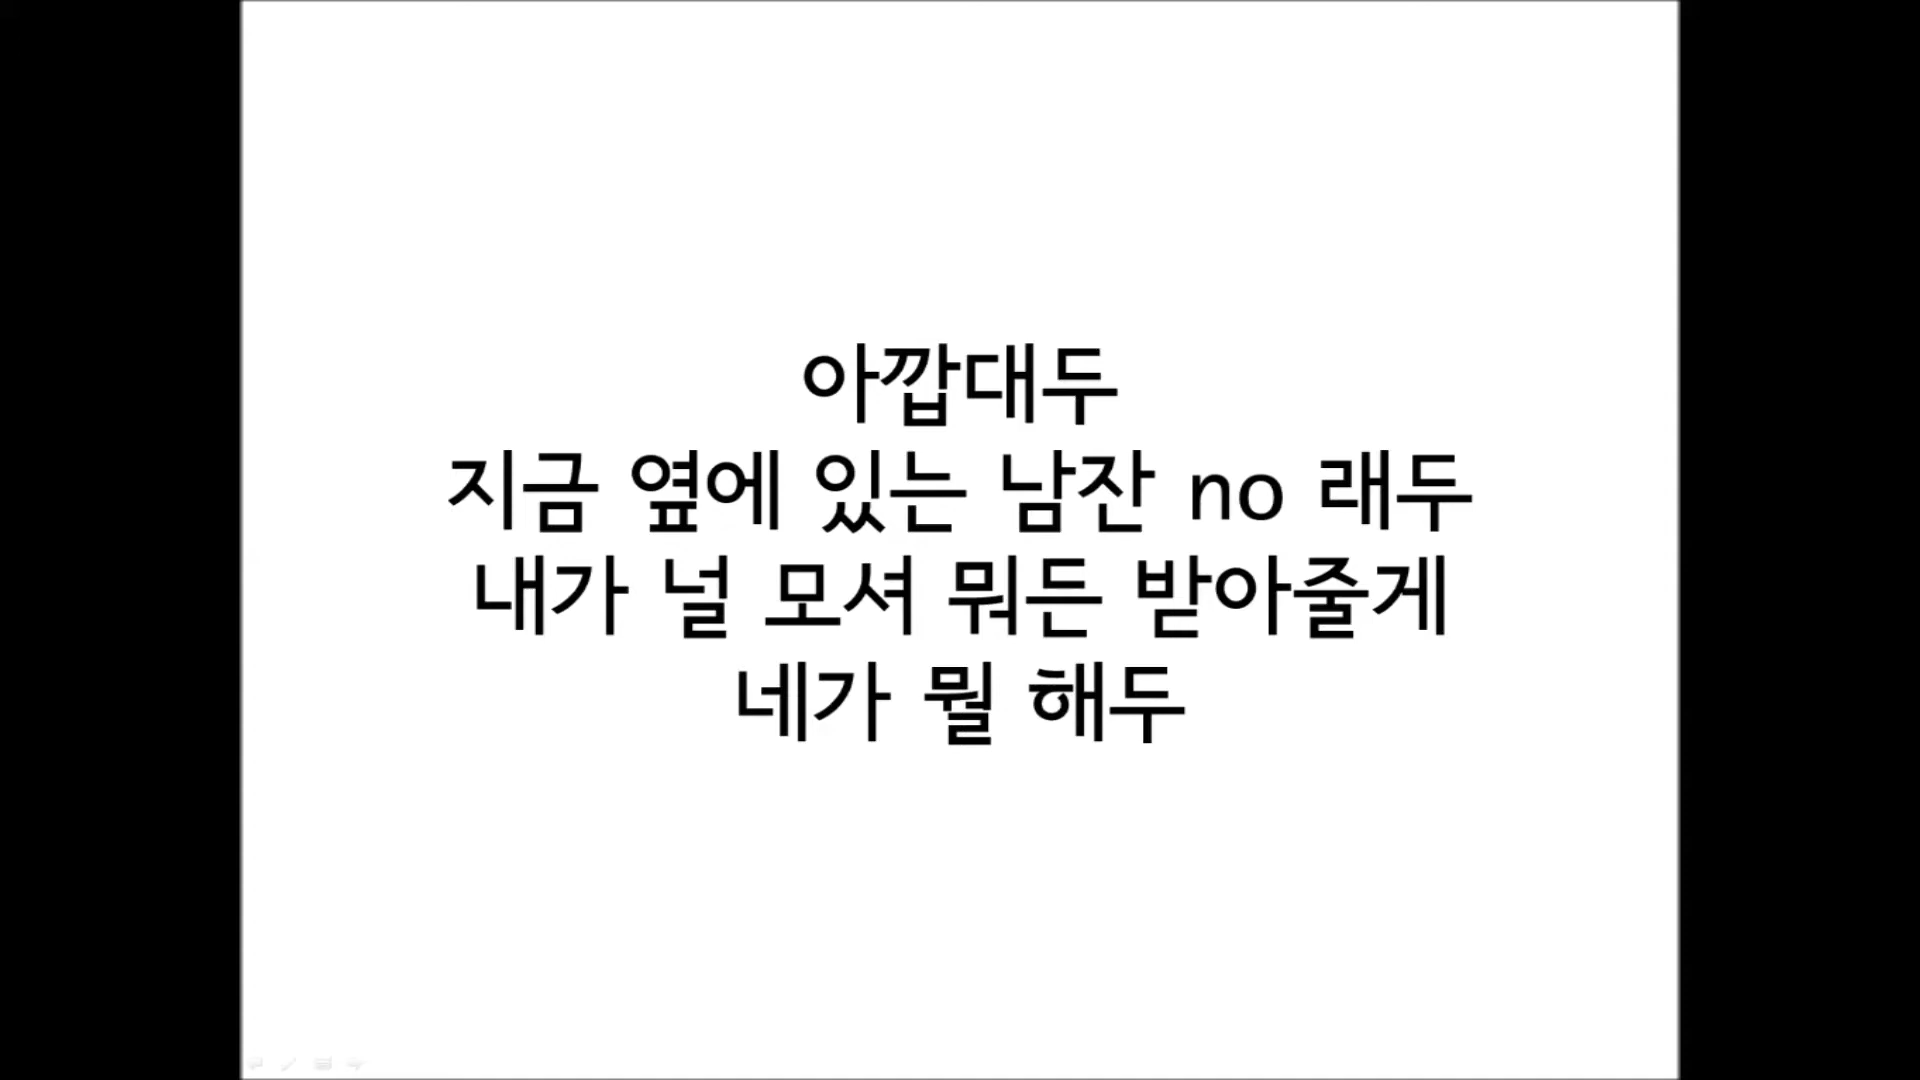 아깝대두
지금 옆에 있는 남잔 no 래두
내가 널 모셔 뭐든 받아줄게
네가 뭘 해두